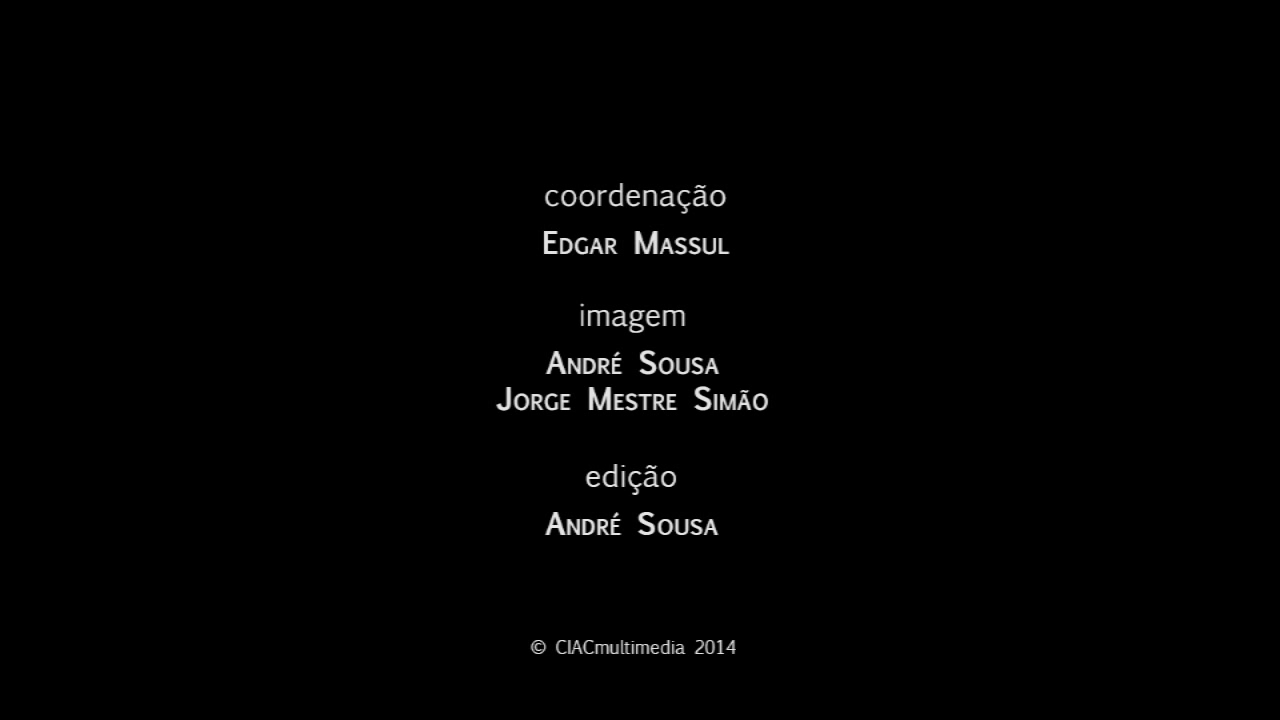 coordenação
Edgar Massul
imagem
André Sousa
Jorge Mestre Simão
edição
André Sousa
© CIACmultimedia 2014